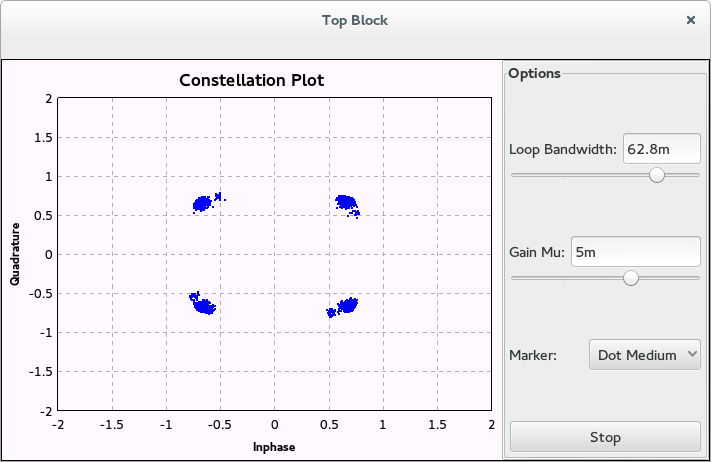 Top Block
×
Constellation Plot
2
1.5
1
0.5
0
-0.5
-1
-1.5
-2
Quadrature
-2 -1.5 -1 -0.5 0 0.5 1 1.5 2
Inphase
Options
Loop Bandwidth: 62.8m
Gain Mu: 5m
Marker: Dot Medium
Stop